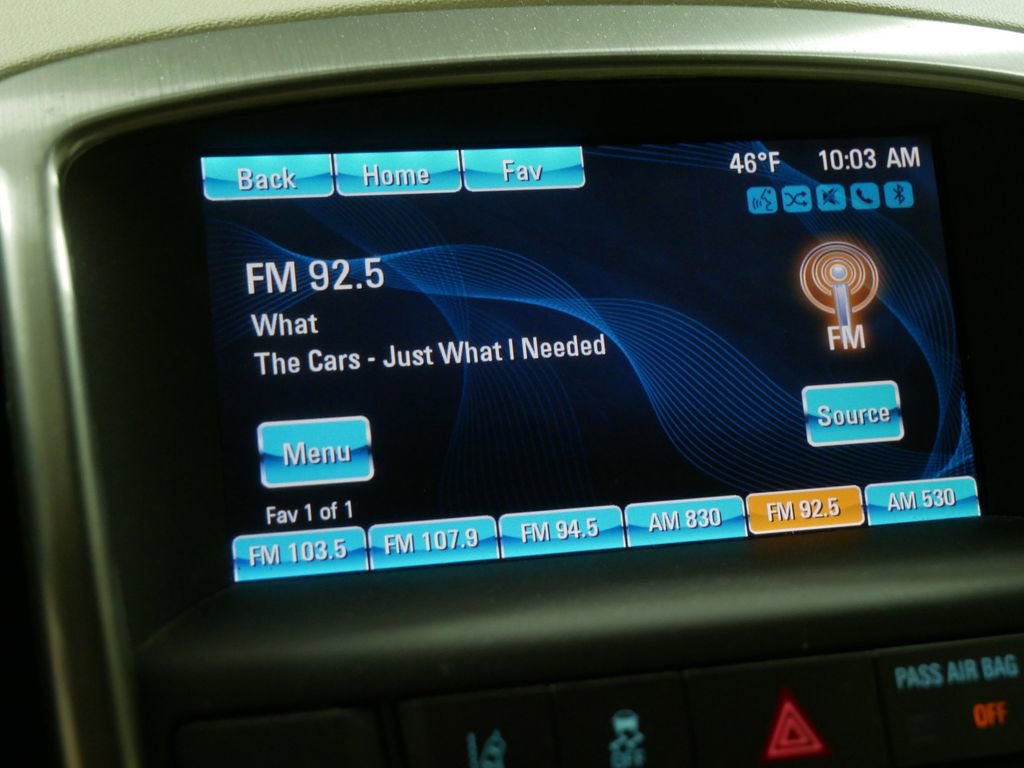 Back Home Fav 46°F 10:03 AM
FM 92.5
What
The Cars - Just What I Needed
FM
Menu
Source
Fav 1 of 1
FM 103.5 FM 107.9 FM 94.5 AM 830 FM 92.5 AM 530
PASS AIR BAG
OFF
OFF